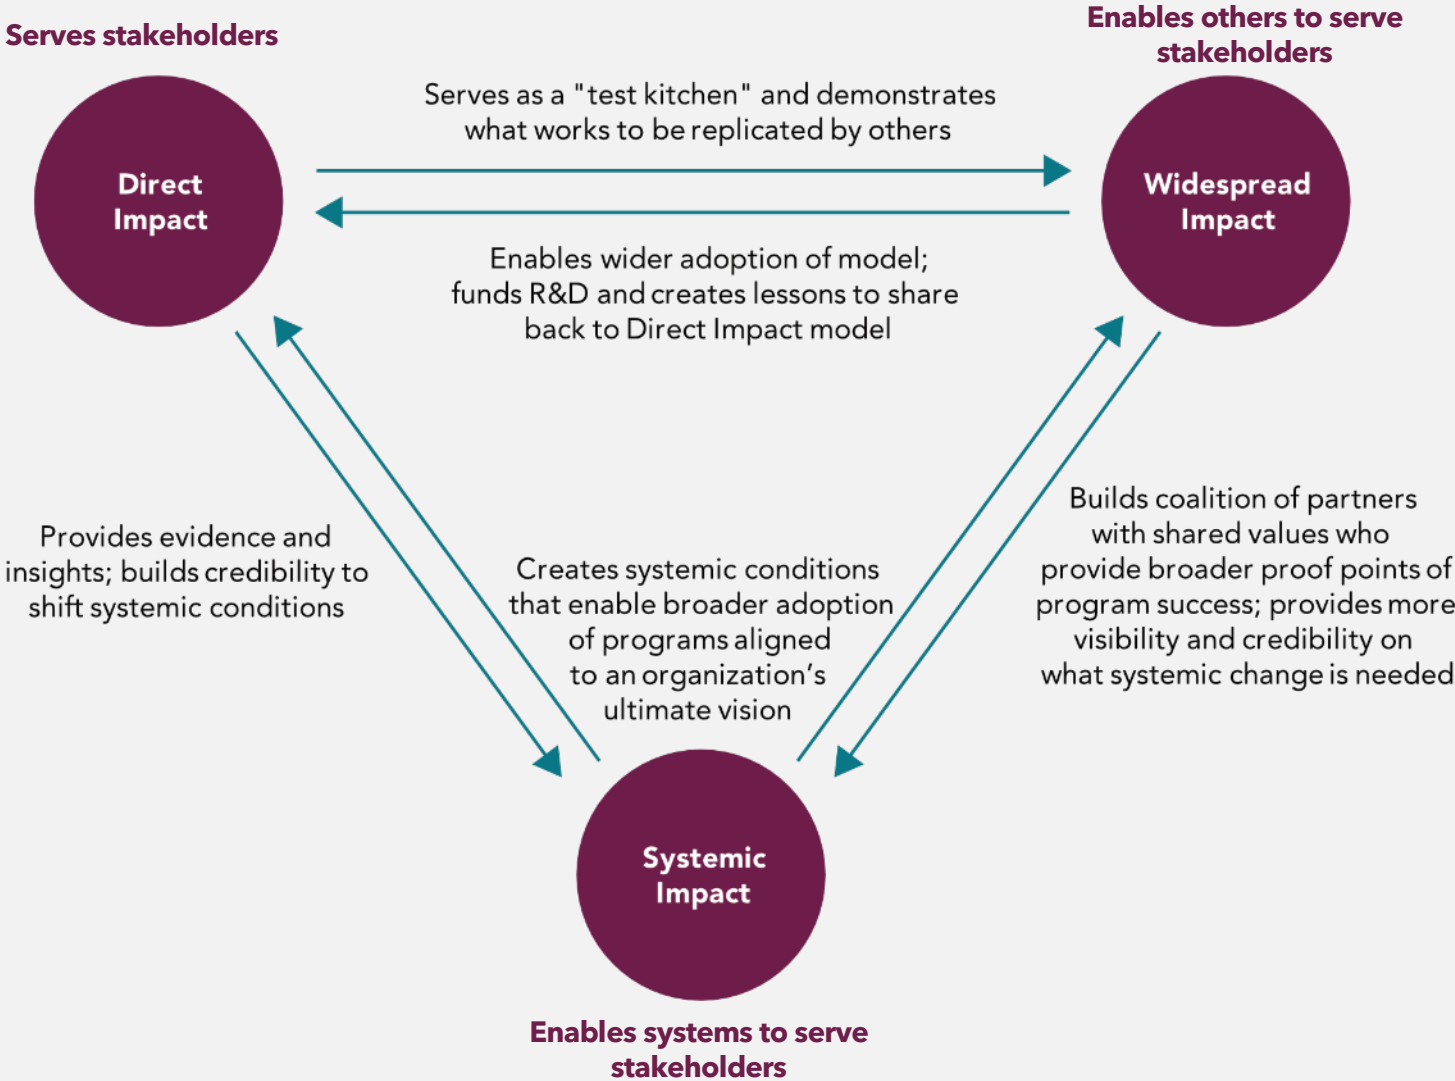 Serves stakeholders
Enables others to serve
stakeholders
Serves as a "test kitchen" and demonstrates
what works to be replicated by others
Direct
Impact
Widespread
Impact
Enables wider adoption of model;
funds R&D and creates lessons to share
back to Direct Impact model
Provides evidence and
insights; builds credibility to
shift systemic conditions
Creates systemic conditions
that enable broader adoption
of programs aligned
to an organization’s
ultimate vision
Builds coalition of partners
with shared values who
provide broader proof points of
program success; provides more
visibility and credibility on
what systemic change is needed
Systemic
Impact
Enables systems to serve
stakeholders